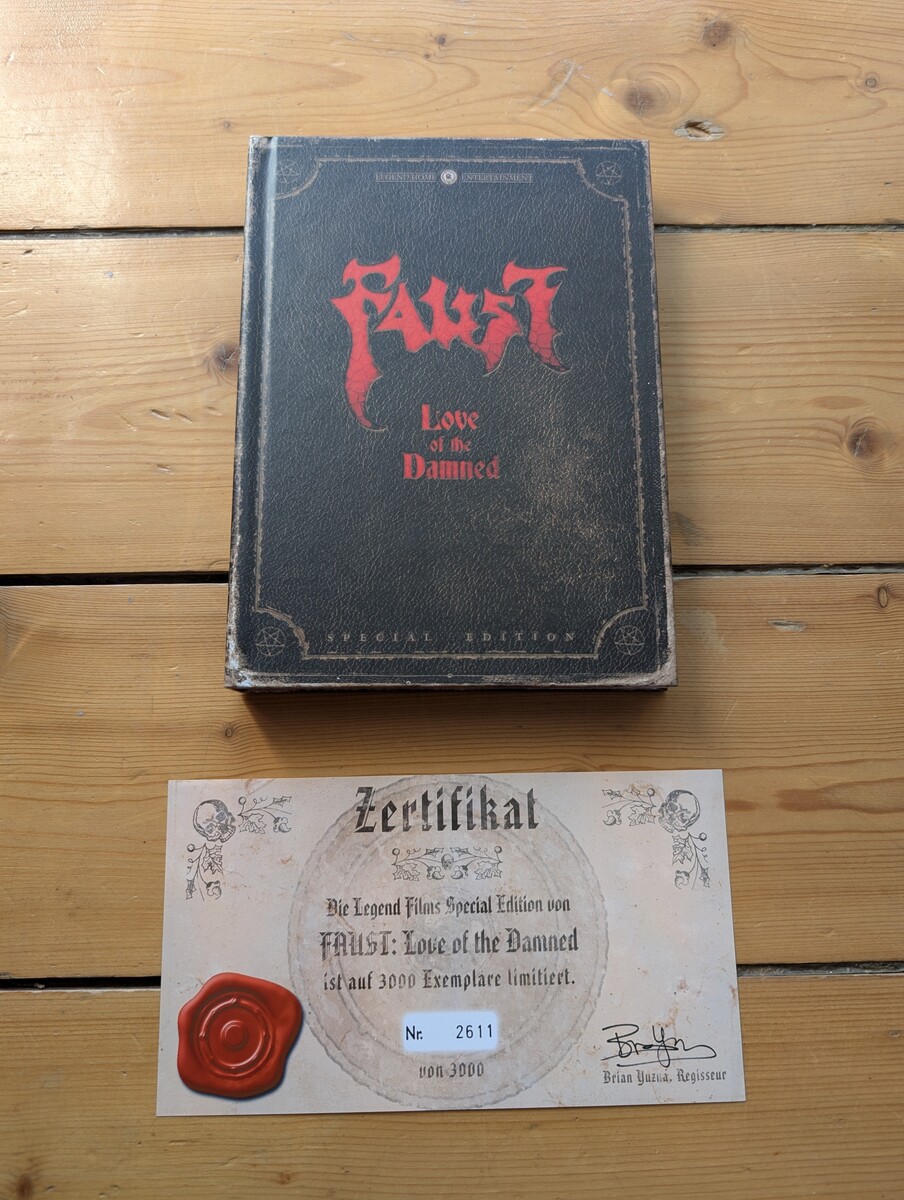 LEGEND HOME ENTERTAINMENT
FAUST
Love
of the
Damned
SPECIAL EDITION
Zertifikat
Die Legend Films Special Edition von
FAUST: Love of the Damned
ist auf 3000 Exemplare limitiert.
Nr. 2611
von 3000
Brian Yuzna, Regisseur